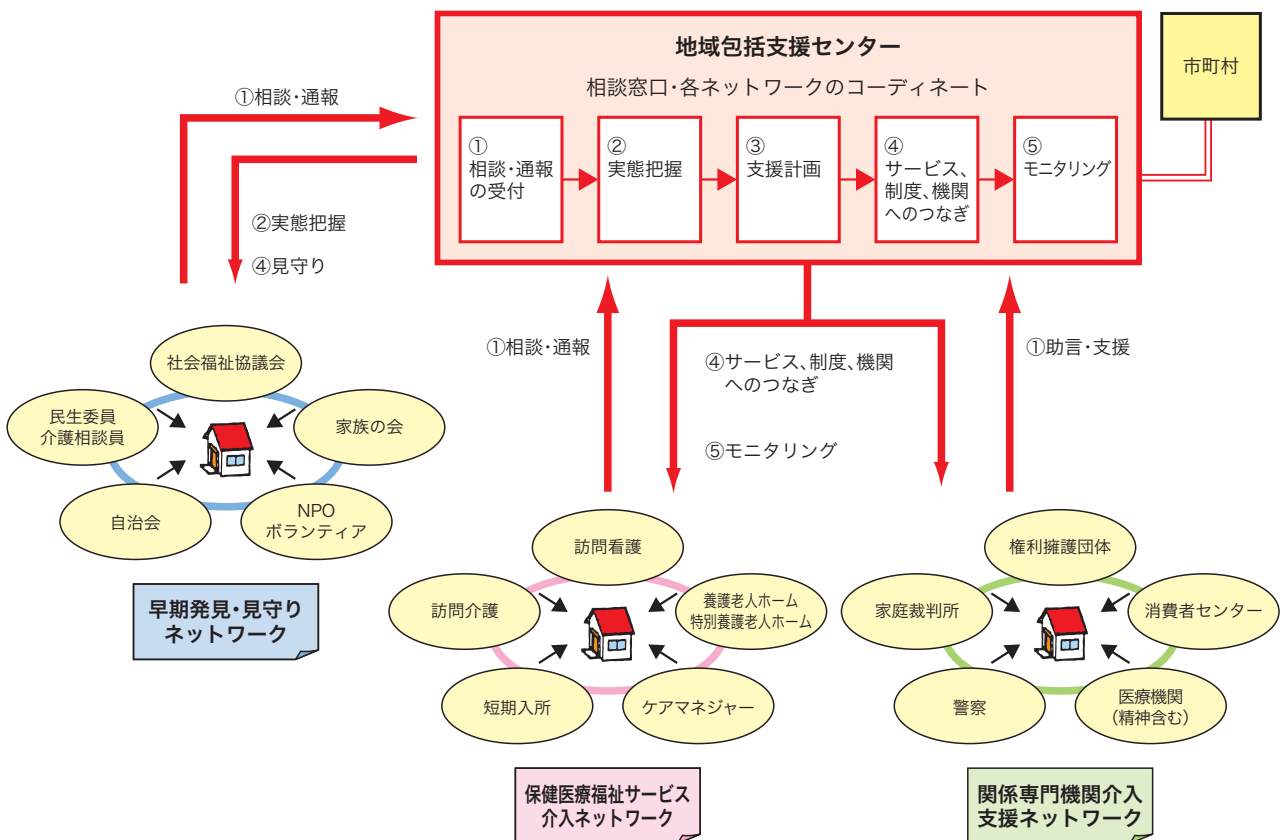 地域包括支援センター
相談窓口・各ネットワークのコーディネート
市町村
①
相談・通報
の受付
②
実態把握
③
支援計画
④
サービス、
制度、機関
へのつなぎ
⑤
モニタリング
①相談・通報
②実態把握
④見守り
①相談・通報
④サービス、制度、機関
へのつなぎ
⑤モニタリング
①助言・支援
社会福祉協議会
民生委員
介護相談員
家族の会
自治会
NPO
ボランティア
早期発見・見守り
ネットワーク
訪問看護
訪問介護
養護老人ホーム
特別養護老人ホーム
短期入所
ケアマネジャー
保健医療福祉サービス
介入ネットワーク
権利擁護団体
家庭裁判所
消費者センター
警察
医療機関
（精神含む）
関係専門機関介入
支援ネットワーク